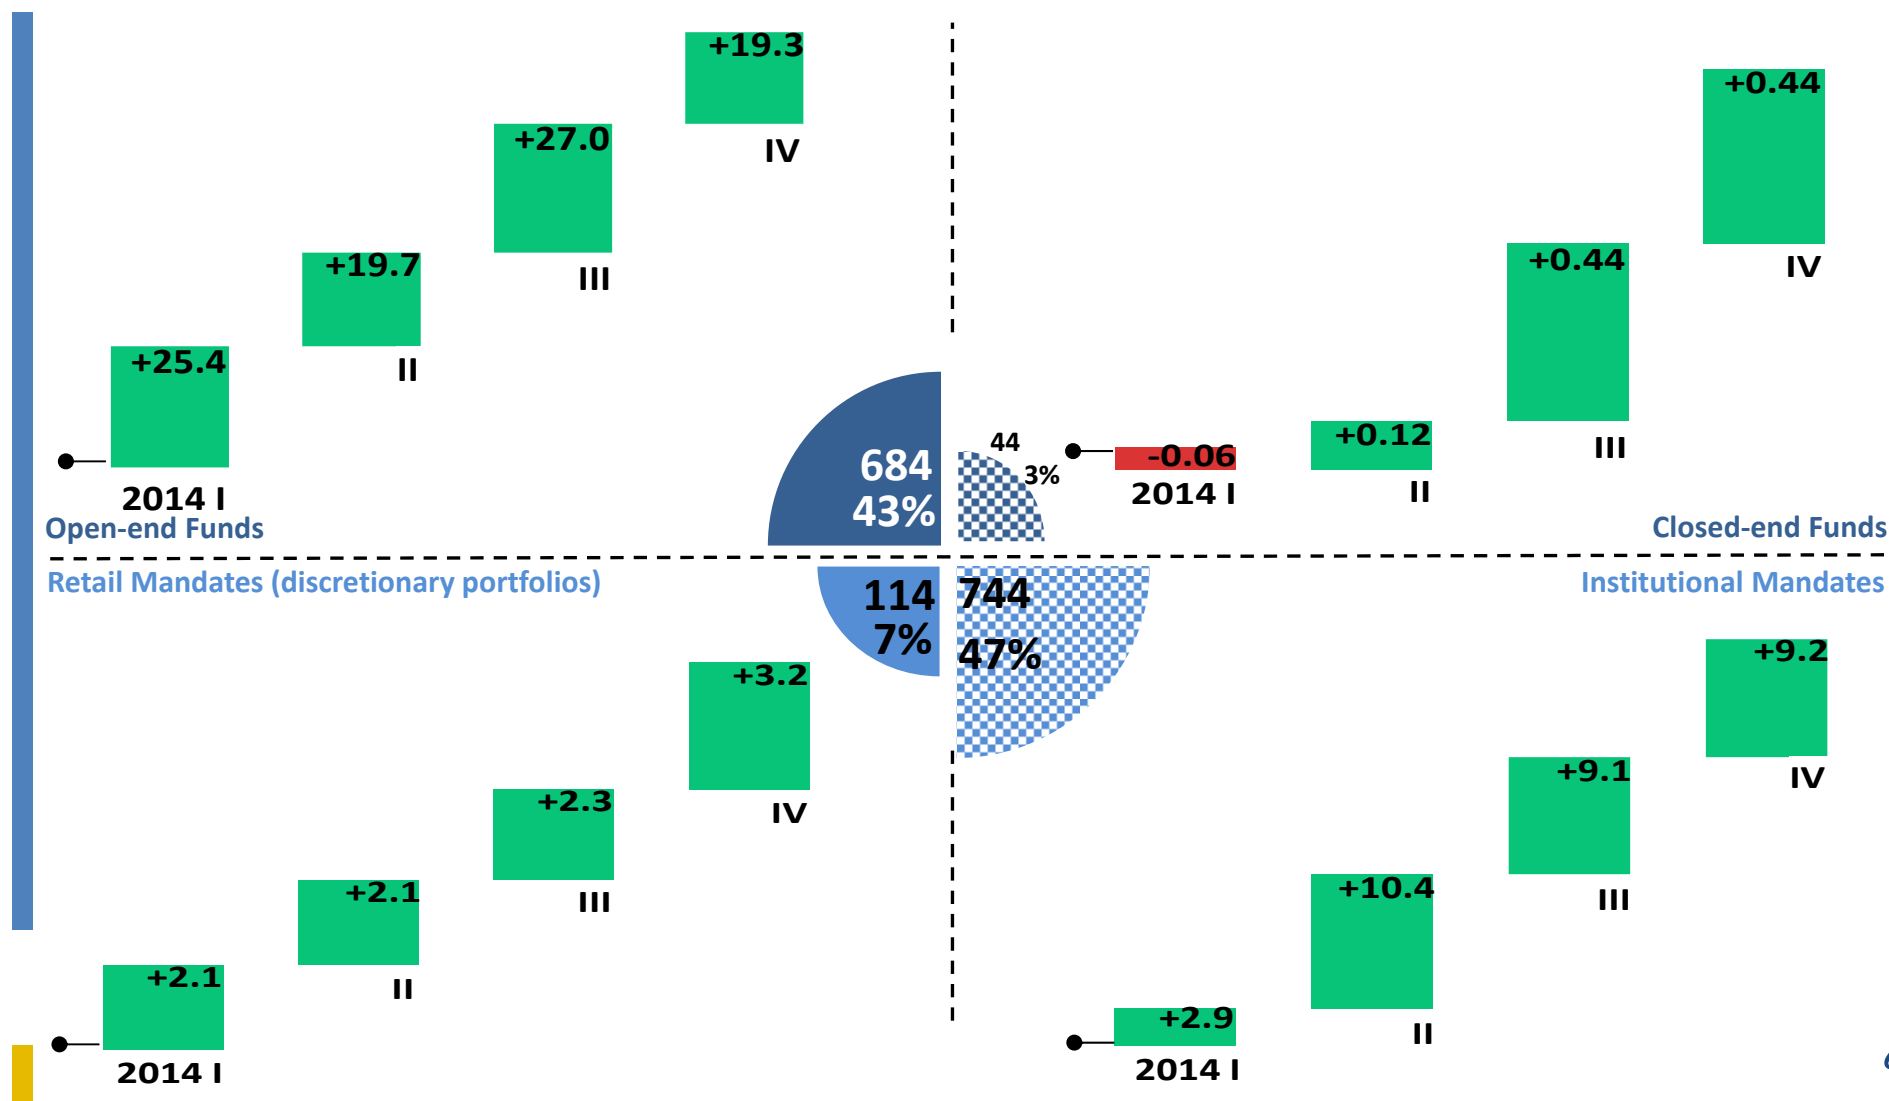 +19.3
IV
+27.0
III
+19.7
II
+25.4
2014 I
Open-end Funds
684
43%
+0.44
IV
+0.44
III
+0.12
II
-0.06
2014 I
44
3%
Closed-end Funds
Retail Mandates (discretionary portfolios)
114
7%
+3.2
IV
+2.3
III
+2.1
II
+2.1
2014 I
Institutional Mandates
744
47%
+9.2
IV
+9.1
III
+10.4
II
+2.9
2014 I